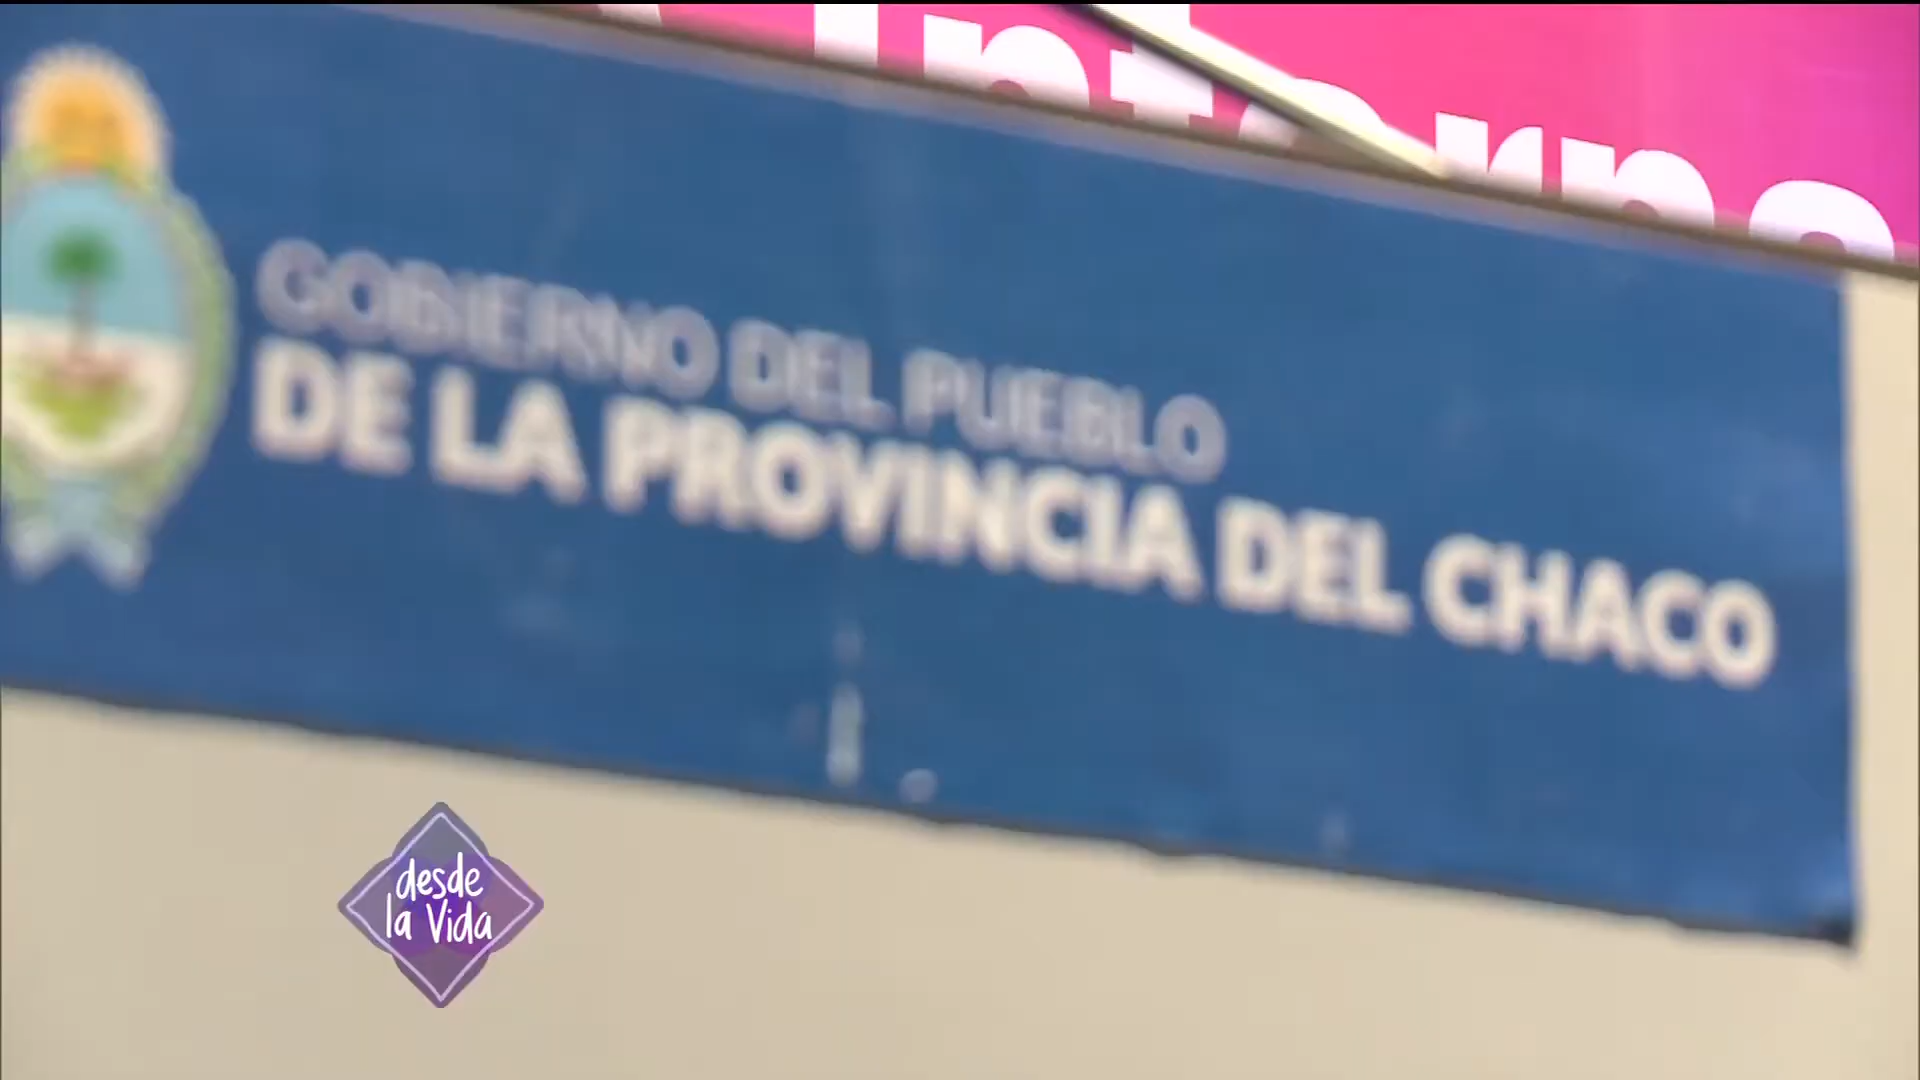 GOBIERNO DEL PUEBLO
DE LA PROVINCIA DEL CHACO
desde
la Vida